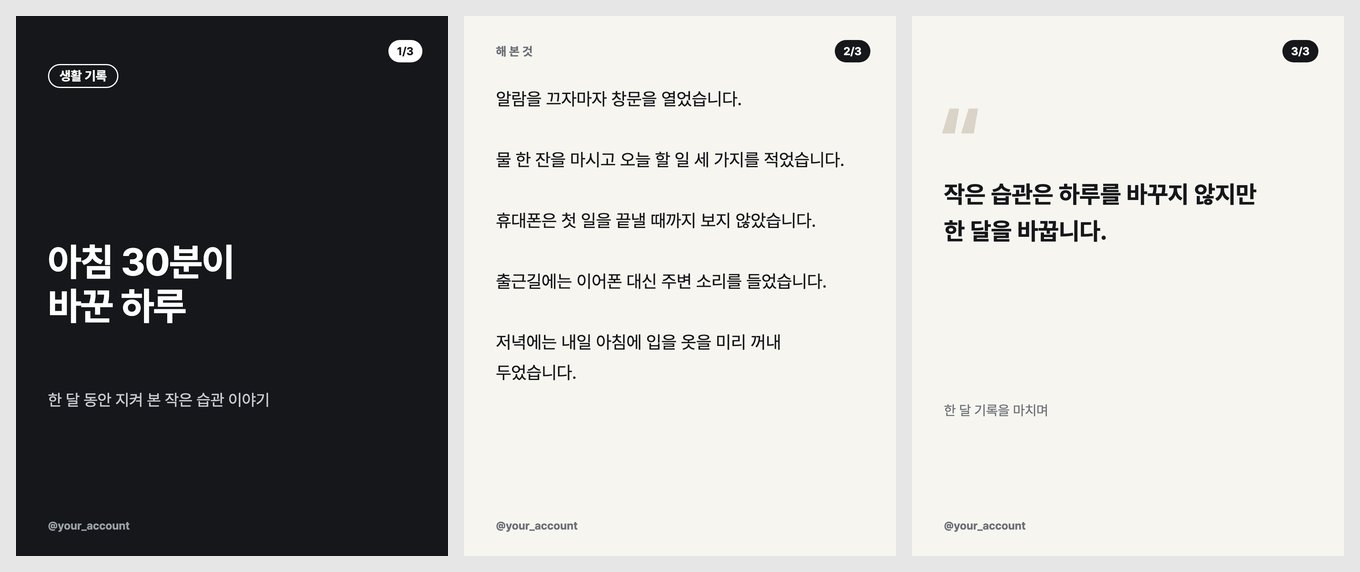 1/3
생활 기록
아침 30분이
바꾼 하루
한 달 동안 지켜 본 작은 습관 이야기
@your_account
2/3
해 본 것
알람을 끄자마자 창문을 열었습니다.
물 한 잔을 마시고 오늘 할 일 세 가지를 적었습니다.
휴대폰은 첫 일을 끝낼 때까지 보지 않았습니다.
출근길에는 이어폰 대신 주변 소리를 들었습니다.
저녁에는 내일 아침에 입을 옷을 미리 꺼내
두었습니다.
@your_account
3/3
"
작은 습관은 하루를 바꾸지 않지만
한 달을 바꿉니다.
한 달 기록을 마치며
@your_account